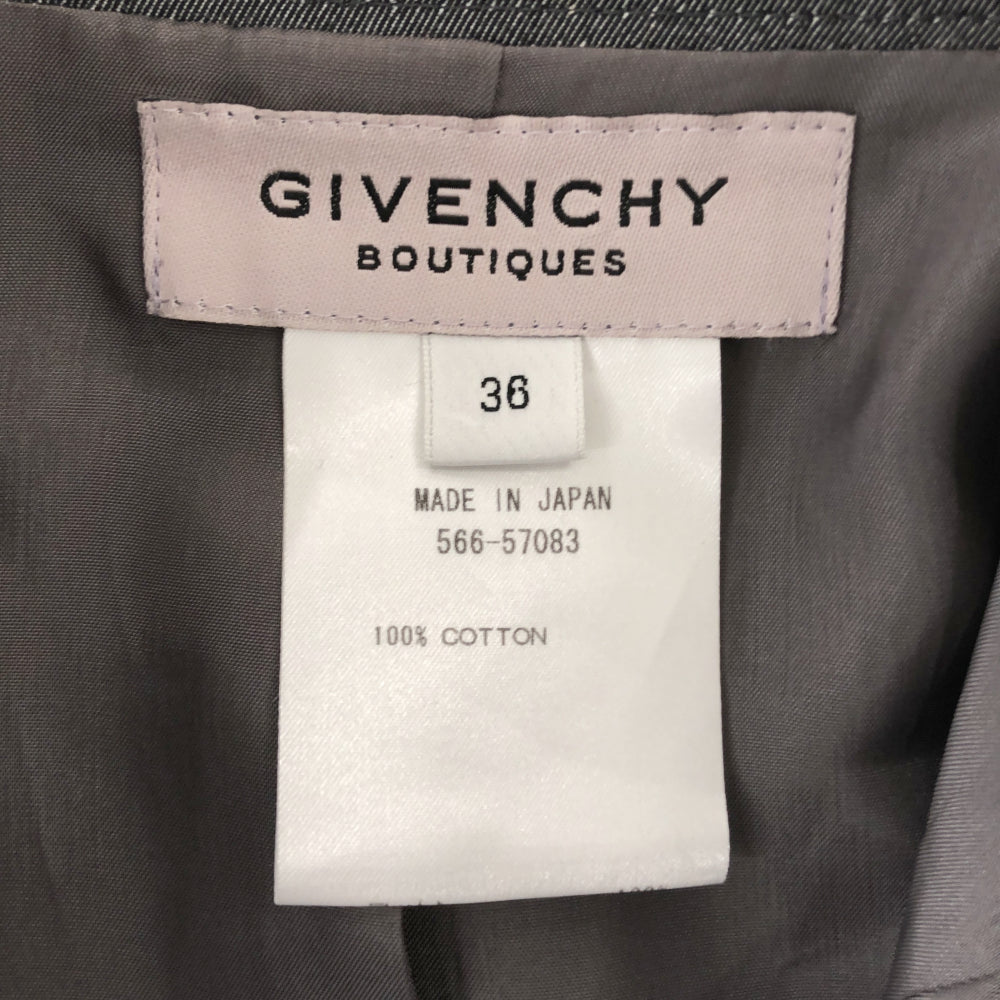 GIVENCHY
BOUTIQUES
36
MADE IN JAPAN
566-57083
100% COTTON